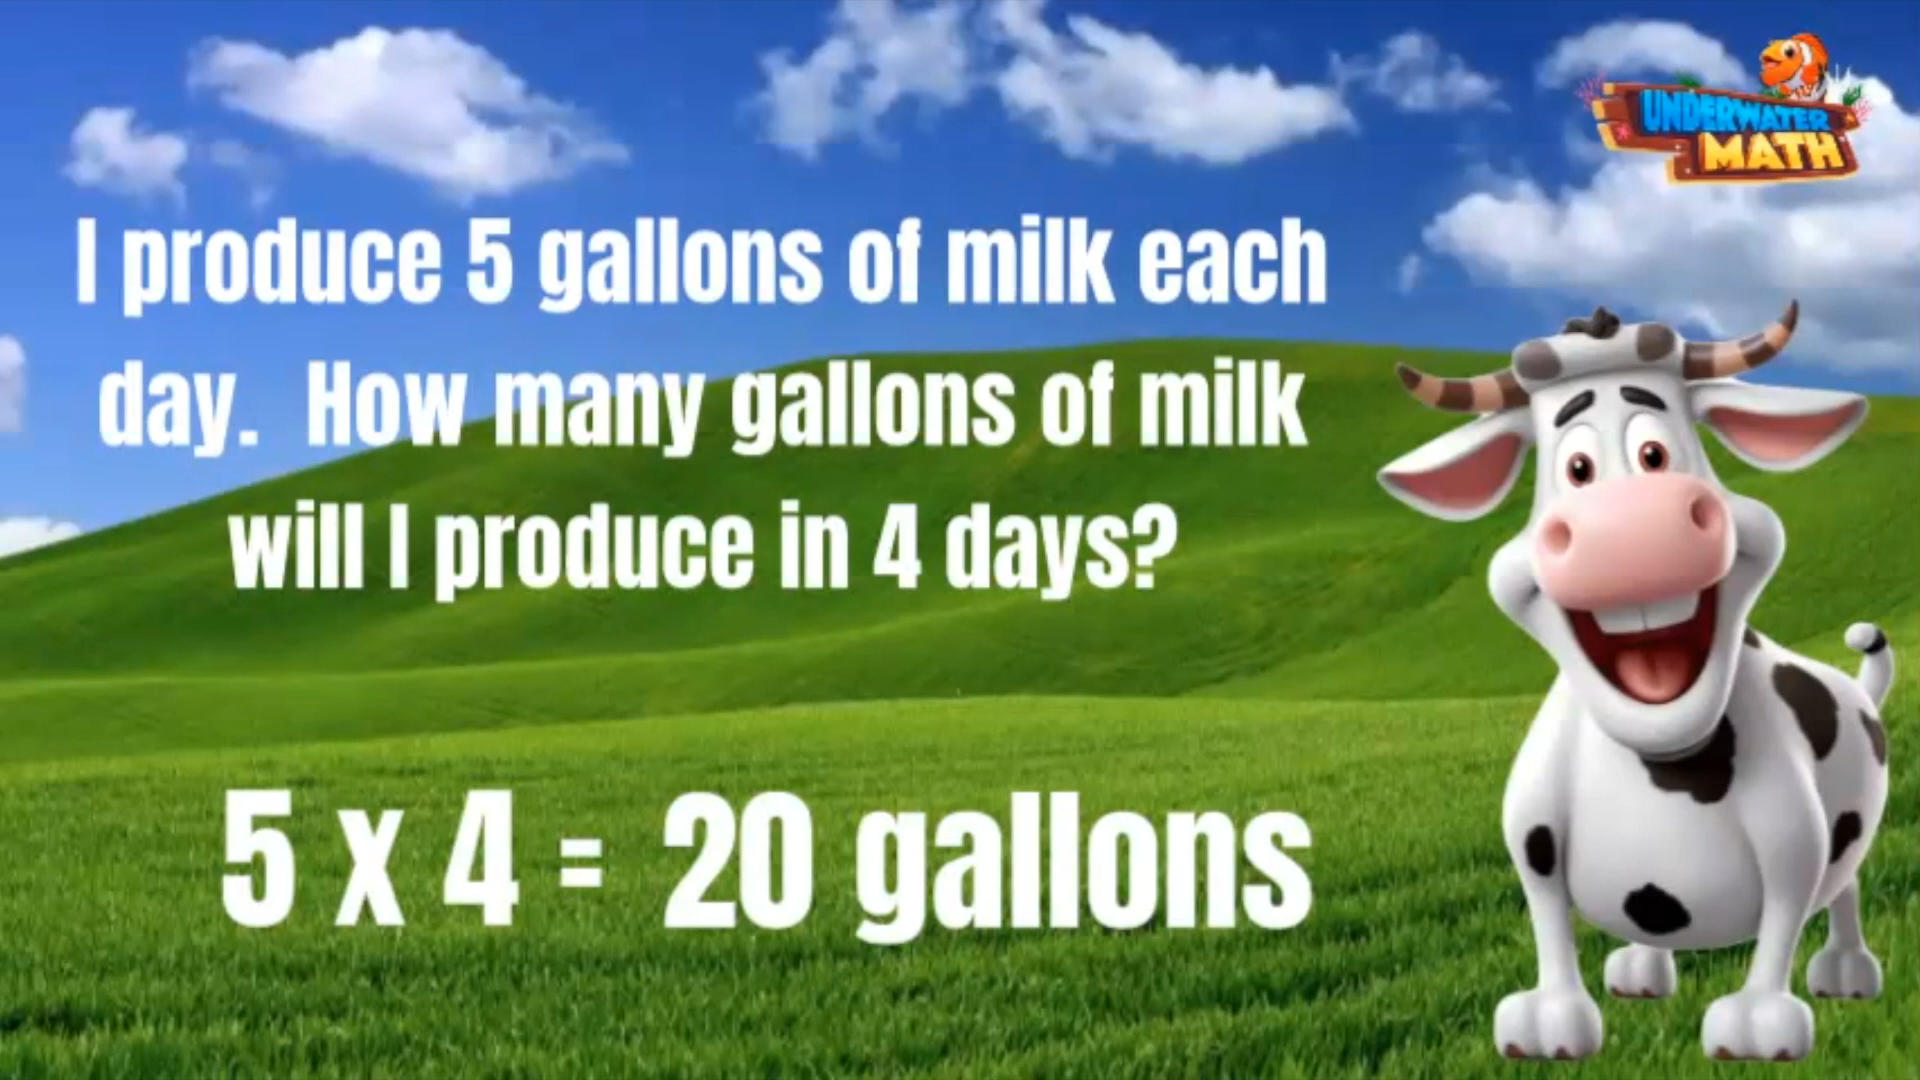 UNDERWATER
MATH
I produce 5 gallons of milk each
day. How many gallons of milk
will I produce in 4 days?
5 x 4 = 20 gallons